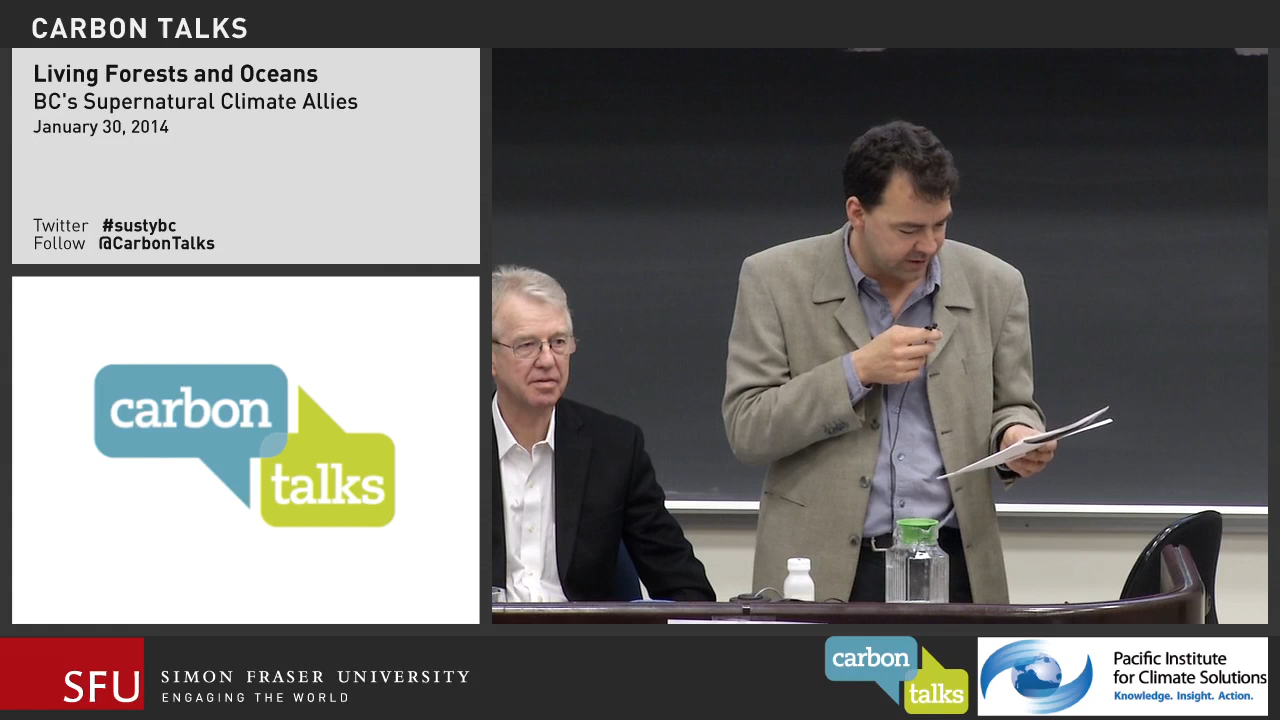 CARBON TALKS
Living Forests and Oceans
BC's Supernatural Climate Allies
January 30, 2014
Twitter #sustybc
Follow @CarbonTalks
carbon
talks
SFU
SIMON FRASER UNIVERSITY
ENGAGING THE WORLD
carbon
talks
Pacific Institute
for Climate Solutions
Knowledge. Insight. Action.